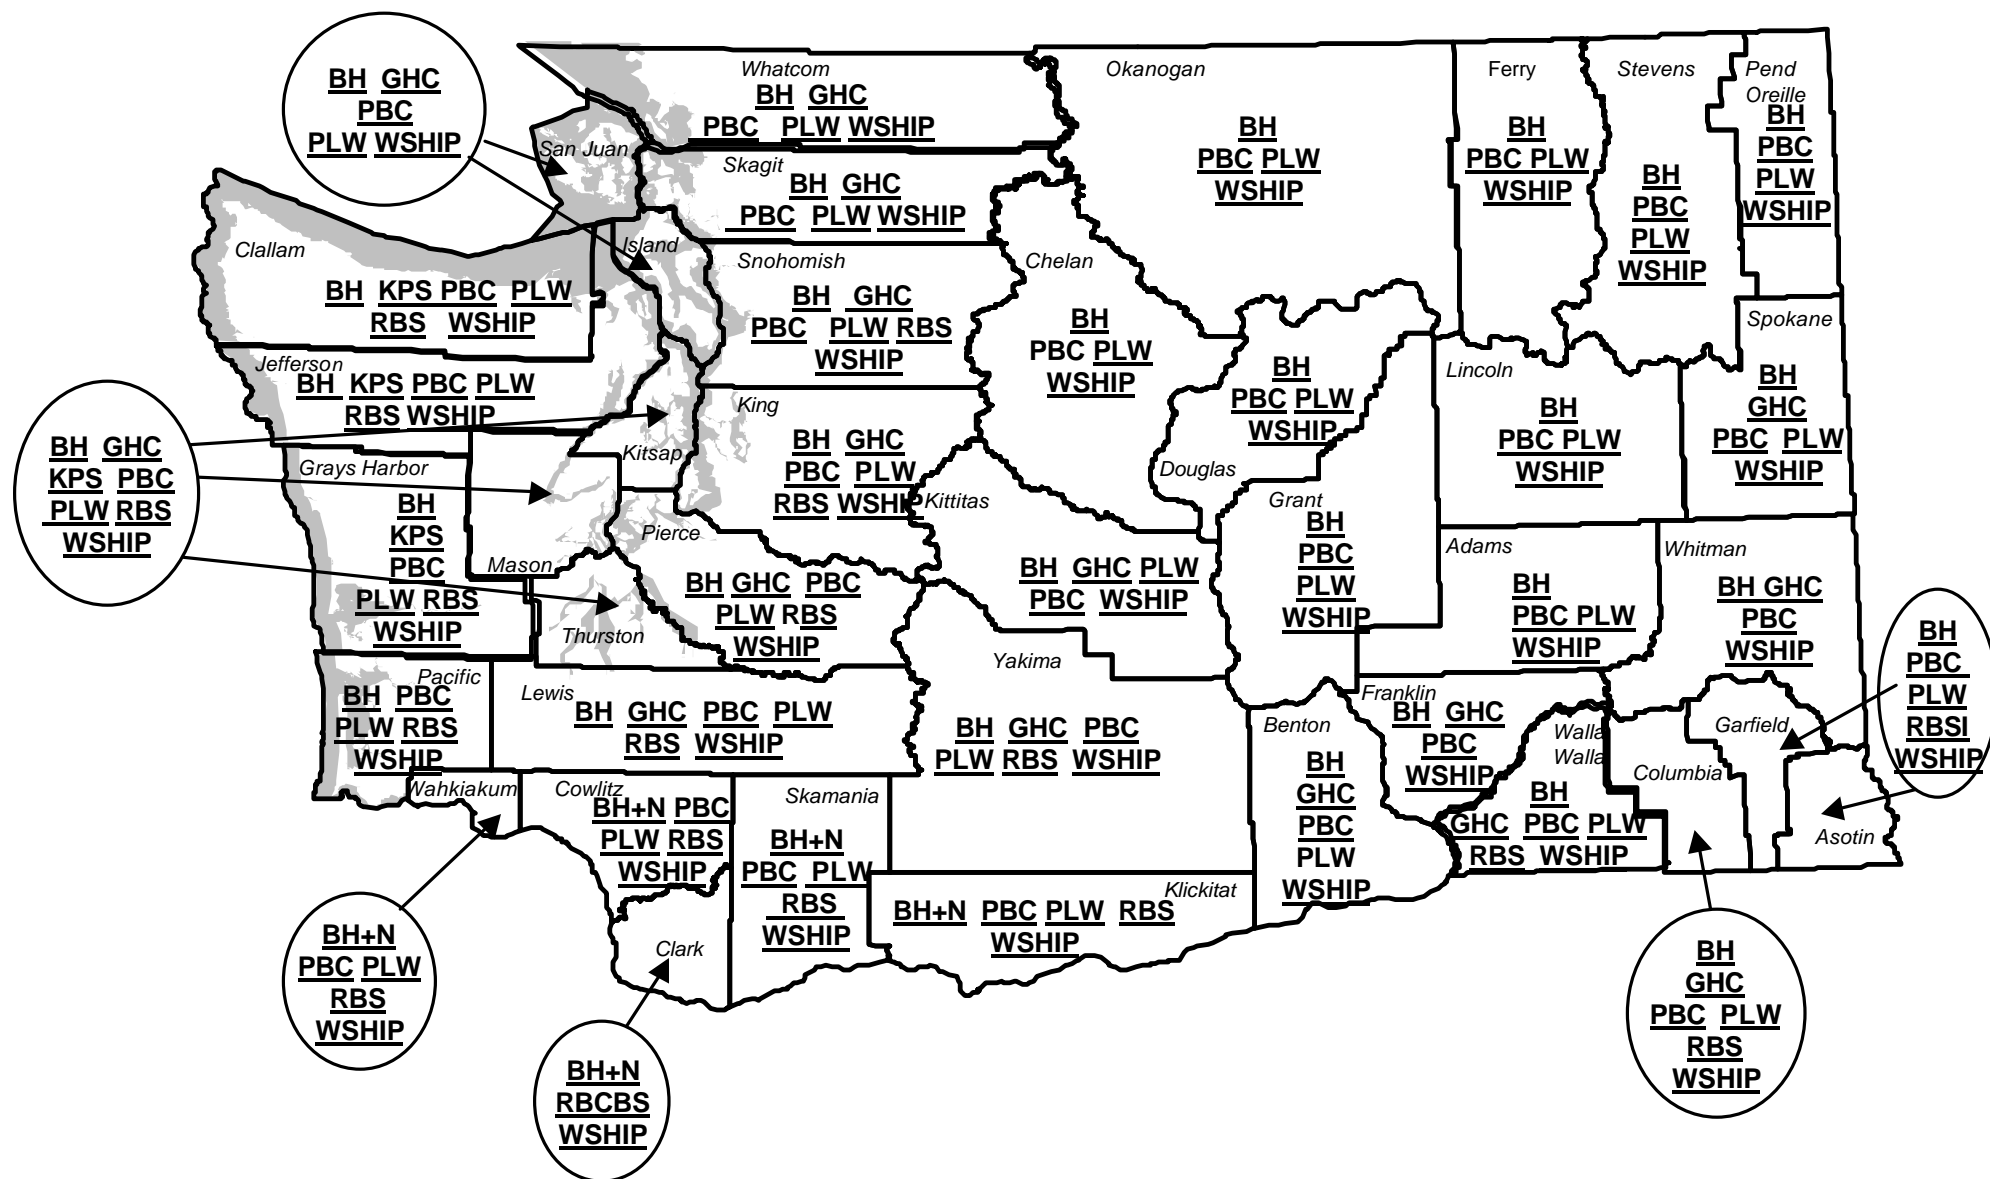 BH GHC
PBC
PLW WSHIP
San Juan
Island
Whatcom
BH GHC
PBC PLW WSHIP
Skagit
BH GHC
PBC PLW WSHIP
Okanogan
BH
PBC PLW
WSHIP
Ferry
BH
PBC PLW
WSHIP
Stevens
BH
PBC
PLW
WSHIP
Pend
Oreille
BH
PBC
PLW
WSHIP
Clallam
BH KPS PBC PLW
RBS WSHIP
Snohomish
BH GHC
PBC PLW RBS
WSHIP
Chelan
BH
PBC PLW
WSHIP
BH
PBC PLW
WSHIP
Douglas
Lincoln
BH
PBC PLW
WSHIP
Spokane
BH
GHC
PBC PLW
WSHIP
Jefferson
BH KPS PBC PLW
RBS WSHIP
BH GHC
KPS PBC
PLW RBS
WSHIP
Kitsap
Mason
Thurston
King
BH GHC
PBC PLW
RBS WSHIP
Grays Harbor
BH
KPS
PBC
PLW RBS
WSHIP
Pierce
BH GHC PBC
PLW RBS
WSHIP
Kittitas
BH GHC PLW
PBC WSHIP
Grant
BH
PBC
PLW
WSHIP
Adams
BH
PBC PLW
WSHIP
Whitman
BH GHC
PBC
WSHIP
Pacific
BH PBC
PLW RBS
WSHIP
Lewis
BH GHC PBC PLW
RBS WSHIP
Yakima
BH GHC PBC
PLW RBS WSHIP
Benton
BH
GHC
PBC
PLW
WSHIP
Franklin
BH GHC
PBC
WSHIP
Walla
Walla
BH
GHC PBC PLW
RBS WSHIP
Columbia
Garfield
Asotin
BH
PBC
PLW
RBSI
WSHIP
Wahkiakum
Cowlitz
BH+N PBC
PLW RBS
WSHIP
Skamania
BH+N
PBC PLW
RBS
WSHIP
Klickitat
BH+N PBC PLW RBS
WSHIP
Clark
BH+N
PBC PLW
RBS
WSHIP
BH+N
RBCBS
WSHIP
BH
GHC
PBC PLW
RBS
WSHIP